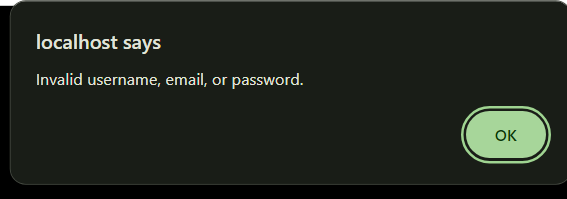 localhost says
Invalid username, email, or password.
OK